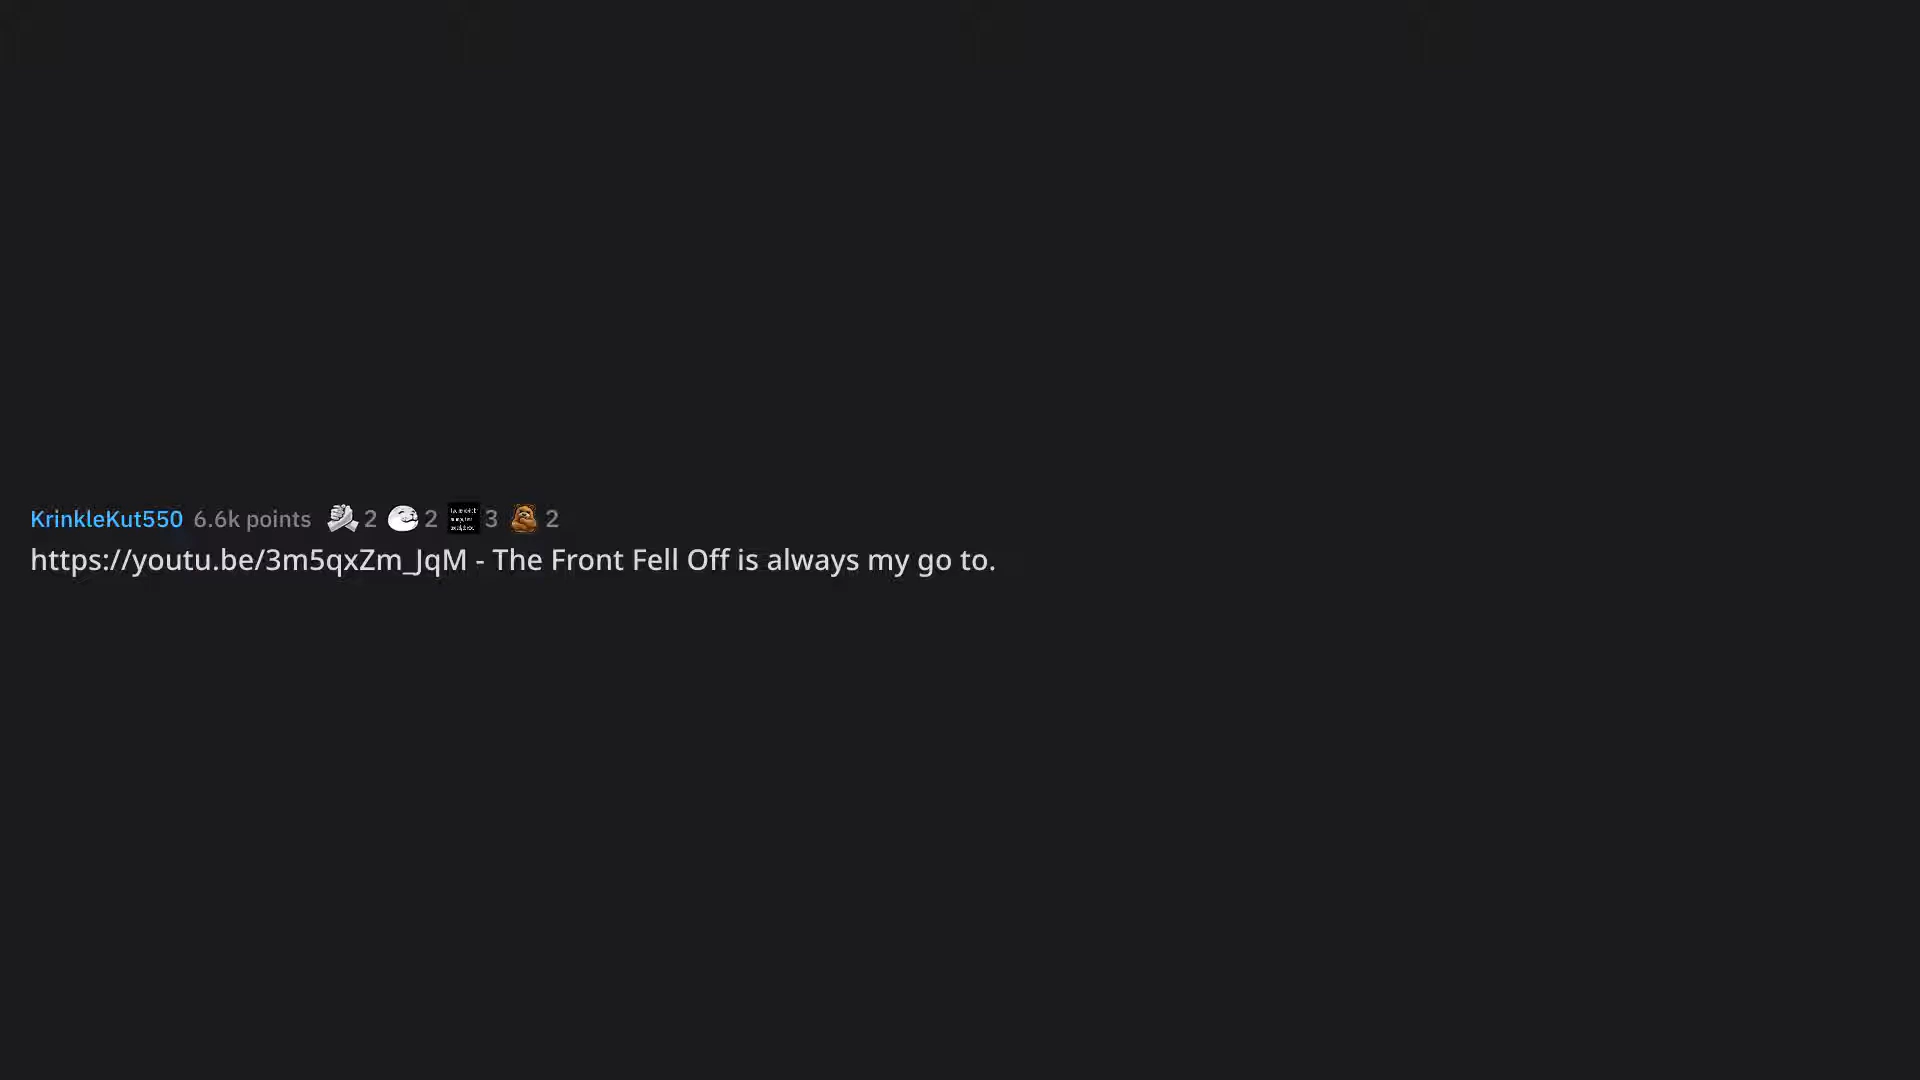 KrinkleKut550 6.6k points 2 2 3 2
https://youtu.be/3m5qxZm_JqM - The Front Fell Off is always my go to.